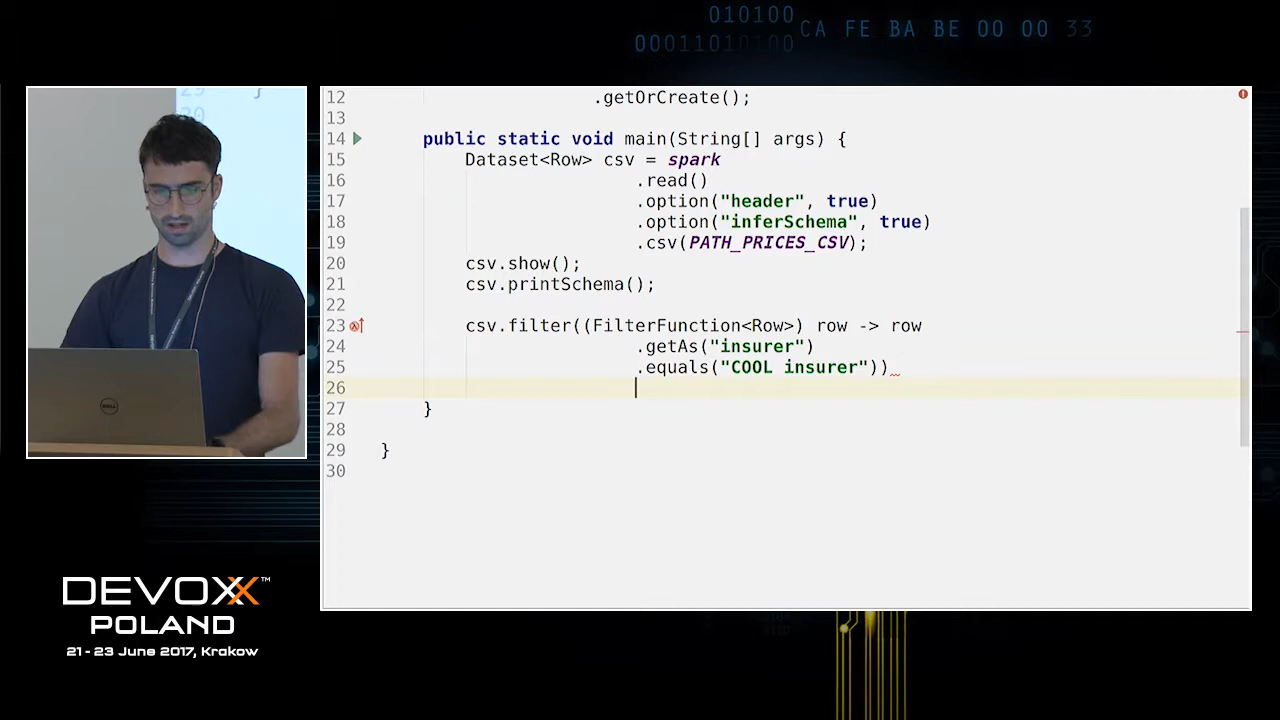 010100
00011010100
CA FE BA BE 00 00 33
12 .getOrCreate();
13
14 public static void main(String[] args) {
15 Dataset<Row> csv = spark
16 .read()
17 .option("header", true)
18 .option("inferSchema", true)
19 .csv(PATH_PRICES_CSV);
20 csv.show();
21 csv.printSchema();
22
23 csv.filter((FilterFunction<Row>) row -> row
24 .getAs("insurer")
25 .equals("COOL insurer"))
26
27 }
28
29 }
30
DELL
DEVOXX™
POLAND
21 - 23 June 2017, Krakow